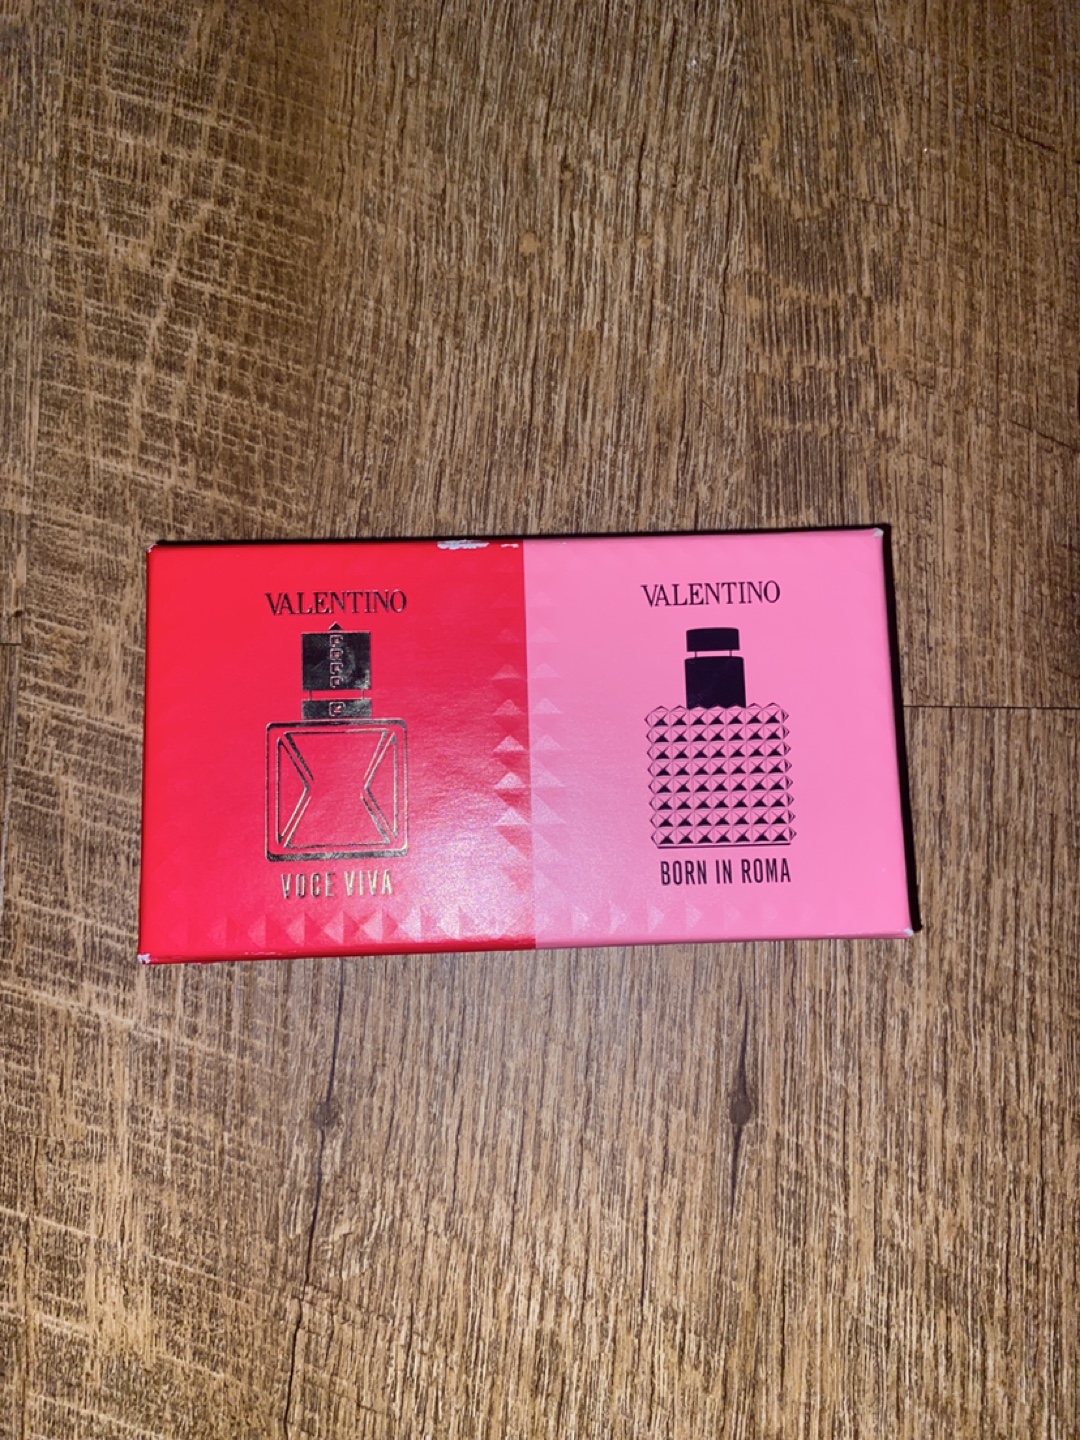 VALENTINO
VOCE VIVA
VALENTINO
BORN IN ROMA